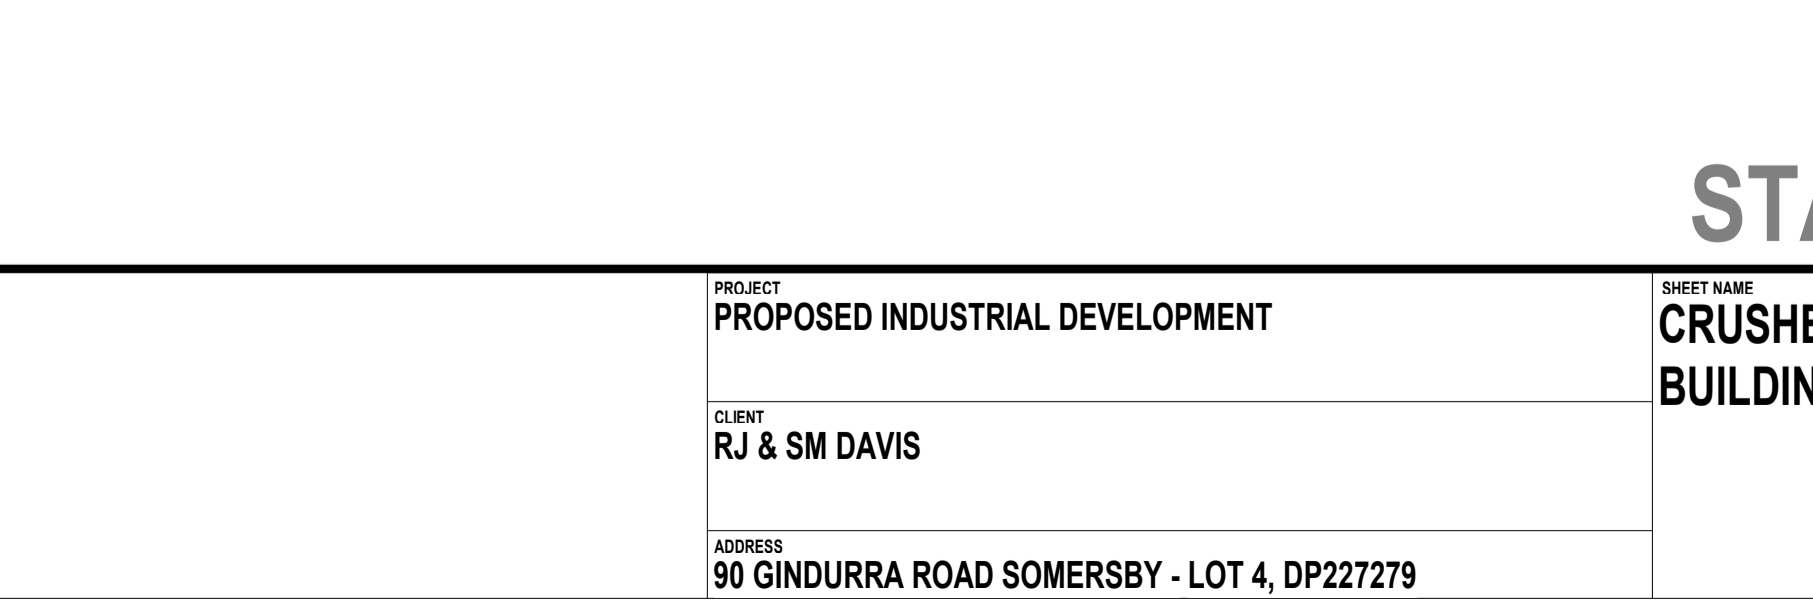 PROJECT
PROPOSED INDUSTRIAL DEVELOPMENT
CLIENT
RJ & SM DAVIS
ADDRESS
90 GINDURRA ROAD SOMERSBY - LOT 4, DP227279
SHEET NAME